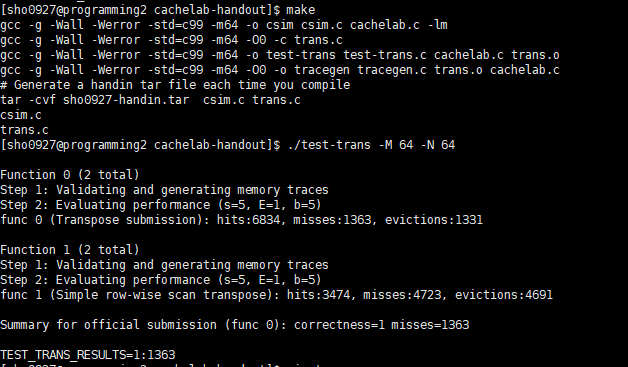 [sho0927@programming2 cachelab-handout]$ make
gcc -g -Wall -Werror -std=c99 -m64 -o csim csim.c cachelab.c -lm
gcc -g -Wall -Werror -std=c99 -m64 -O0 -c trans.c
gcc -g -Wall -Werror -std=c99 -m64 -o test-trans test-trans.c cachelab.c trans.o
gcc -g -Wall -Werror -std=c99 -m64 -O0 -o tracegen tracegen.c trans.o cachelab.c
# Generate a handin tar file each time you compile
tar -cvf sho0927-handin.tar  csim.c trans.c
csim.c
trans.c
[sho0927@programming2 cachelab-handout]$ ./test-trans -M 64 -N 64
Function 0 (2 total)
Step 1: Validating and generating memory traces
Step 2: Evaluating performance (s=5, E=1, b=5)
func 0 (Transpose submission): hits:6834, misses:1363, evictions:1331
Function 1 (2 total)
Step 1: Validating and generating memory traces
Step 2: Evaluating performance (s=5, E=1, b=5)
func 1 (Simple row-wise scan transpose): hits:3474, misses:4723, evictions:4691
Summary for official submission (func 0): correctness=1 misses=1363
TEST_TRANS_RESULTS=1:1363